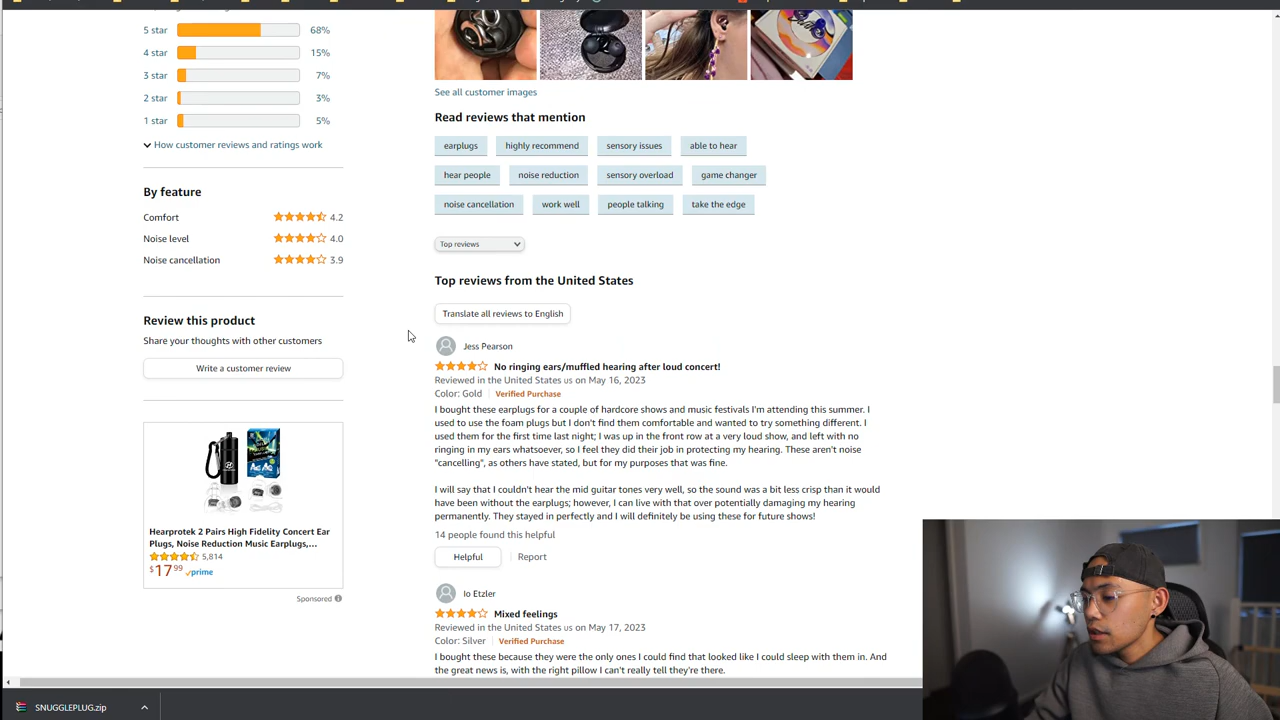 5 star 68%
4 star 15%
3 star 7%
2 star 3%
1 star 5%
How customer reviews and ratings work
By feature
Comfort 4.2
Noise level 4.0
Noise cancellation 3.9
Review this product
Share your thoughts with other customers
Write a customer review
Hearprotek 2 Pairs High Fidelity Concert Ear
Plugs, Noise Reduction Music Earplugs,...
5,814
$17.99 prime
Sponsored
See all customer images
Read reviews that mention
earplugs highly recommend sensory issues able to hear
hear people noise reduction sensory overload game changer
noise cancellation work well people talking take the edge
Top reviews
Top reviews from the United States
Translate all reviews to English
Jess Pearson
No ringing ears/muffled hearing after loud concert!
Reviewed in the United States us on May 16, 2023
Color: Gold Verified Purchase
I bought these earplugs for a couple of hardcore shows and music festivals I'm attending this summer. I
used to use the foam plugs but I don't find them comfortable and wanted to try something different. I
used them for the first time last night; I was up in the front row at a very loud show, and left with no
ringing in my ears whatsoever, so I feel they did their job in protecting my hearing. These aren't noise
"cancelling", as others have stated, but for my purposes that was fine.
I will say that I couldn't hear the mid guitar tones very well, so the sound was a bit less crisp than it would
have been without the earplugs; however, I can live with that over potentially damaging my hearing
permanently. They stayed in perfectly and I will definitely be using these for future shows!
14 people found this helpful
Helpful Report
Io Etzler
Mixed feelings
Reviewed in the United States us on May 17, 2023
Color: Silver Verified Purchase
I bought these because they were the only ones I could find that looked like I could sleep with them in. And
the great news is, with the right pillow I can't really tell they're there.
SNUGGLEPLUG.zip